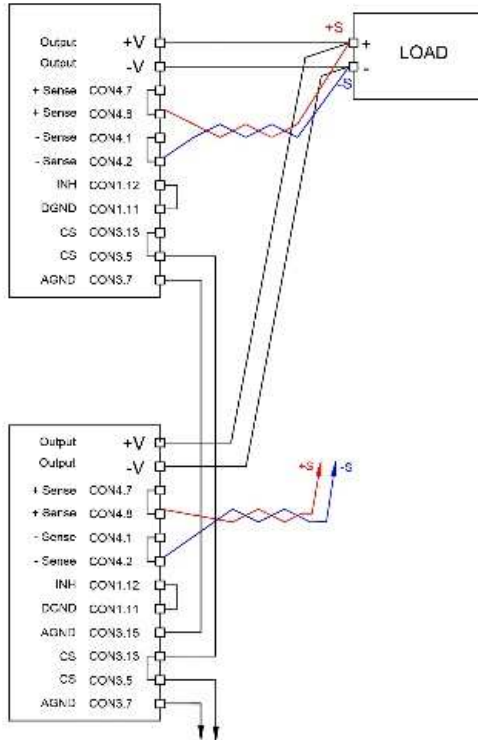 Output +V
Output -V
+ Sense CON4.7
+ Sense CON4.8
- Sense CON4.1
- Sense CON4.2
INH CON1.12
DGND CON1.11
CS CON3.13
CS CON3.5
AGND CON3.7
+S
+
-
-S
LOAD
Output +V
Output -V
+ Sense CON4.7
+ Sense CON4.8
- Sense CON4.1
- Sense CON4.2
INH CON1.12
DGND CON1.11
AGND CON3.15
CS CON3.13
CS CON3.5
AGND CON3.7
+S -S